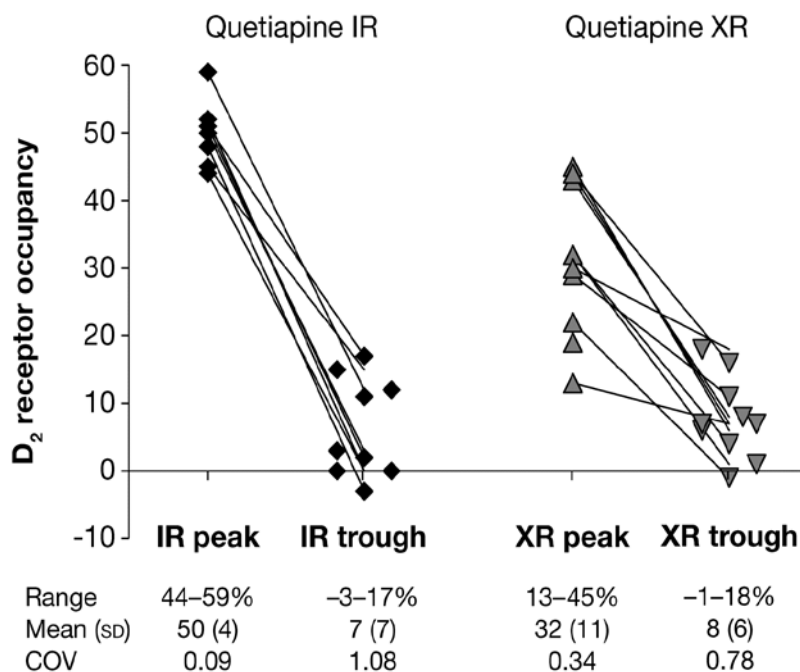 Quetiapine IR Quetiapine XR
60
50
40
30
20
10
0
-10
D₂ receptor occupancy
IR peak IR trough XR peak XR trough
Range 44–59% –3–17% 13–45% –1–18%
Mean (SD) 50 (4) 7 (7) 32 (11) 8 (6)
COV 0.09 1.08 0.34 0.78